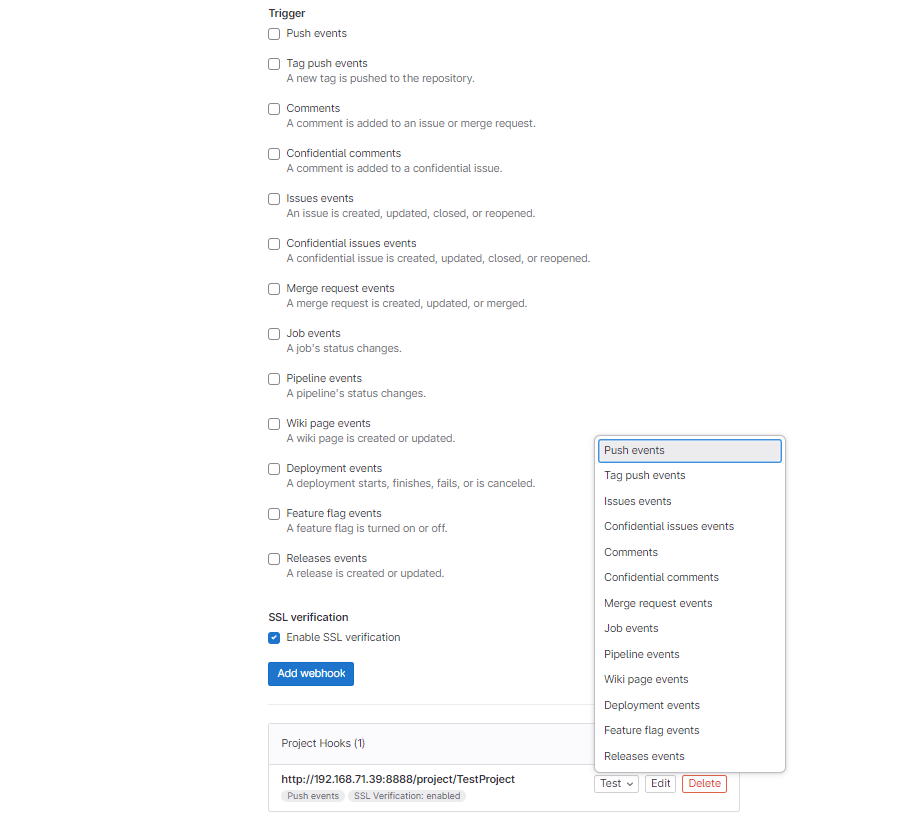 Trigger
Push events
Tag push events
A new tag is pushed to the repository.
Comments
A comment is added to an issue or merge request.
Confidential comments
A comment is added to a confidential issue.
Issues events
An issue is created, updated, closed, or reopened.
Confidential issues events
A confidential issue is created, updated, closed, or reopened.
Merge request events
A merge request is created, updated, or merged.
Job events
A job's status changes.
Pipeline events
A pipeline's status changes.
Wiki page events
A wiki page is created or updated.
Deployment events
A deployment starts, finishes, fails, or is canceled.
Feature flag events
A feature flag is turned on or off.
Releases events
A release is created or updated.
SSL verification
Enable SSL verification
Add webhook
Push events
Tag push events
Issues events
Confidential issues events
Comments
Confidential comments
Merge request events
Job events
Pipeline events
Wiki page events
Deployment events
Feature flag events
Releases events
Project Hooks (1)
http://192.168.71.39:8888/project/TestProject
Push events SSL Verification: enabled
Test Edit Delete